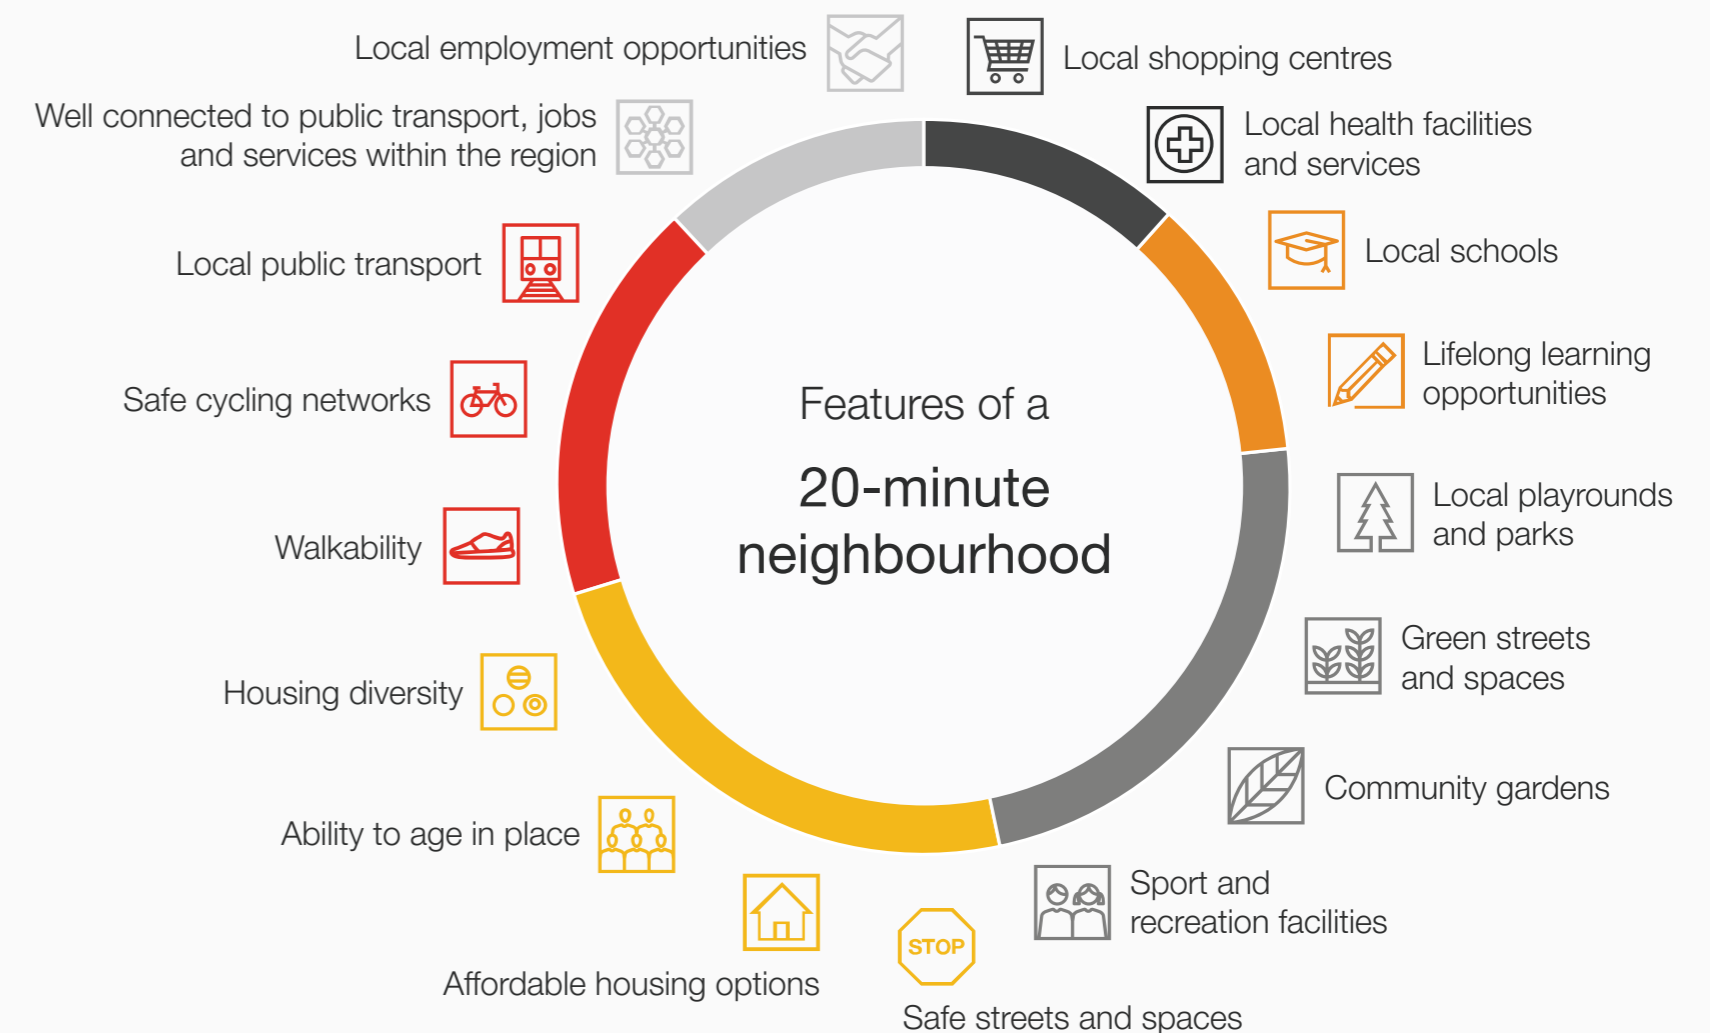 Local employment opportunities
Local shopping centres
Well connected to public transport, jobs
and services within the region
Local health facilities
and services
Local public transport
Local schools
Safe cycling networks
Lifelong learning
opportunities
Features of a
20-minute
neighbourhood
Walkability
Local playrounds
and parks
Housing diversity
Green streets
and spaces
Ability to age in place
Community gardens
Affordable housing options
STOP
Safe streets and spaces
Sport and
recreation facilities